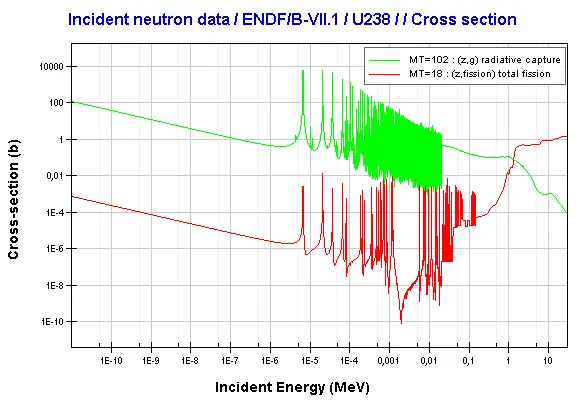 Incident neutron data / ENDF/B-VII.1 / U238 / / Cross section
MT=102 : (z,g) radiative capture
MT=18 : (z,fission) total fission
Cross-section (b)
10000
100
1
0,01
1E-4
1E-6
1E-8
1E-10
1E-10 1E-9 1E-8 1E-7 1E-6 1E-5 1E-4 0,001 0,01 0,1 1 10
Incident Energy (MeV)